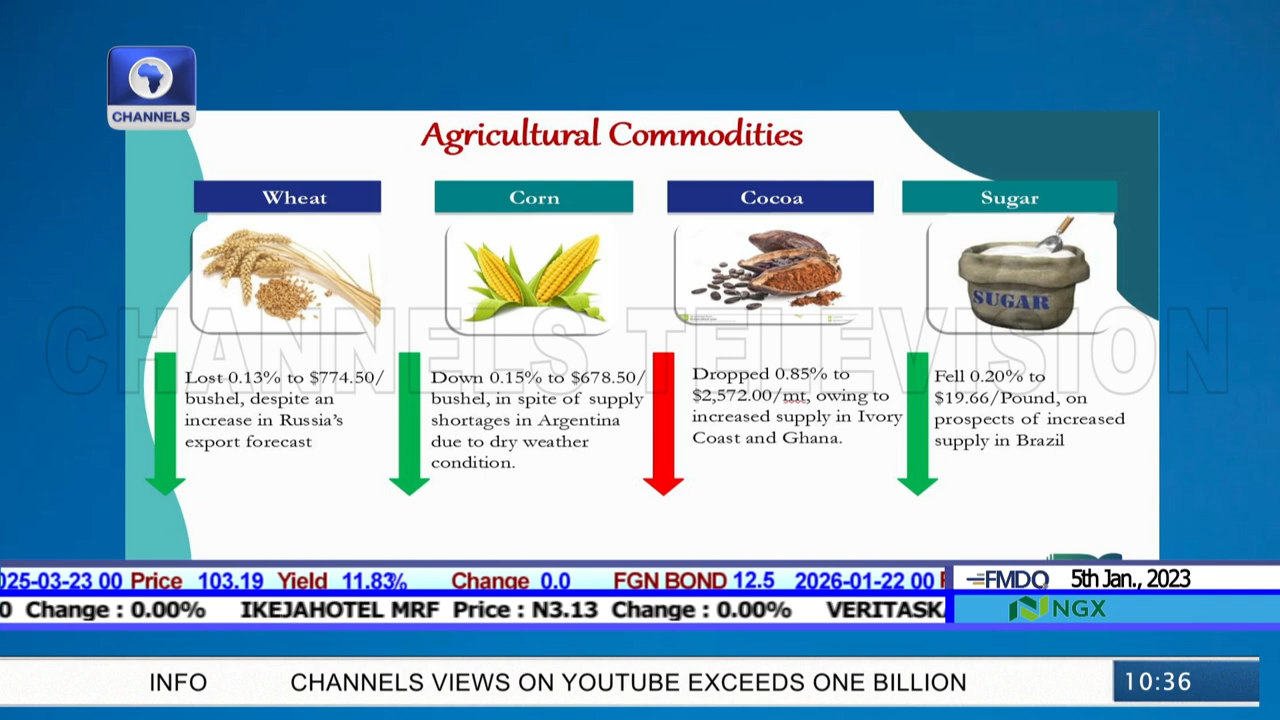 CHANNELS
Agricultural Commodities
Wheat
Corn
Cocoa
Sugar
SUGAR
CHANNELS TELEVISION
Lost 0.13% to $774.50/
bushel, despite an
increase in Russia's
export forecast
Down 0.15% to $678.50/
bushel, in spite of supply
shortages in Argentina
due to dry weather
condition.
Dropped 0.85% to
$2,572.00/mt, owing to
increased supply in Ivory
Coast and Ghana.
Fell 0.20% to
$19.66/Pound, on
prospects of increased
supply in Brazil
025-03-23 00 Price 103.19 Yield 11.83% Change 0.0 FGN BOND 12.5 2026-01-22 00
FMDQ 5th Jan., 2023
0 Change : 0.00% IKEJAHOTEL MRF Price : N3.13 Change : 0.00% VERITASKA
NGX
INFO CHANNELS VIEWS ON YOUTUBE EXCEEDS ONE BILLION 10:36